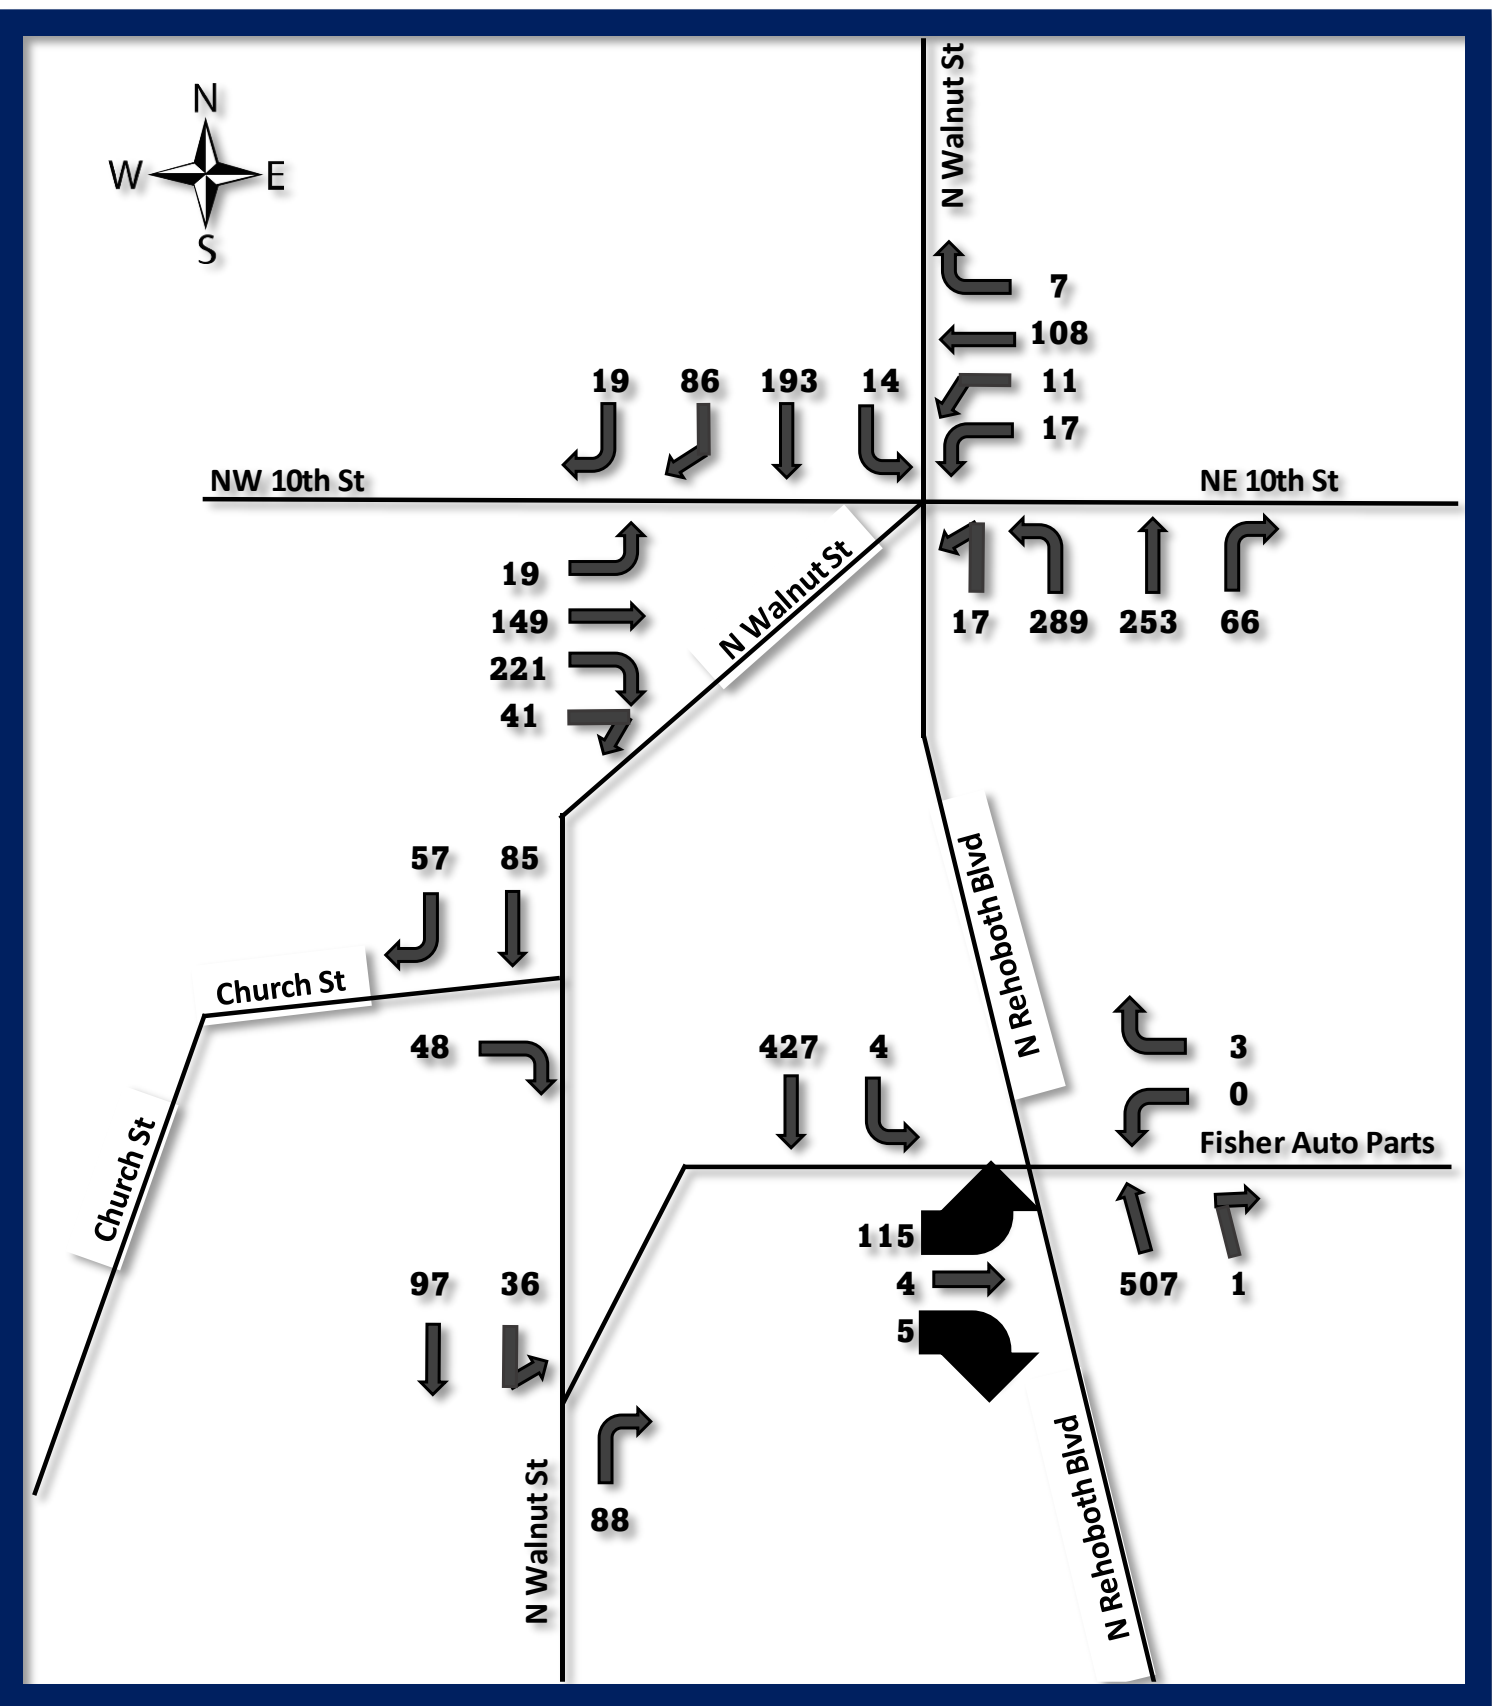 N Walnut St
N
W
E
S
7
108
11
17
19
86
193
14
NW 10th St
NE 10th St
19
149
221
41
N Walnut St
17
289
253
66
57
85
N Rehoboth Blvd
Church St
48
427
4
3
0
Church St
Fisher Auto Parts
115
4
5
507
1
97
36
88
N Walnut St
N Rehoboth Blvd